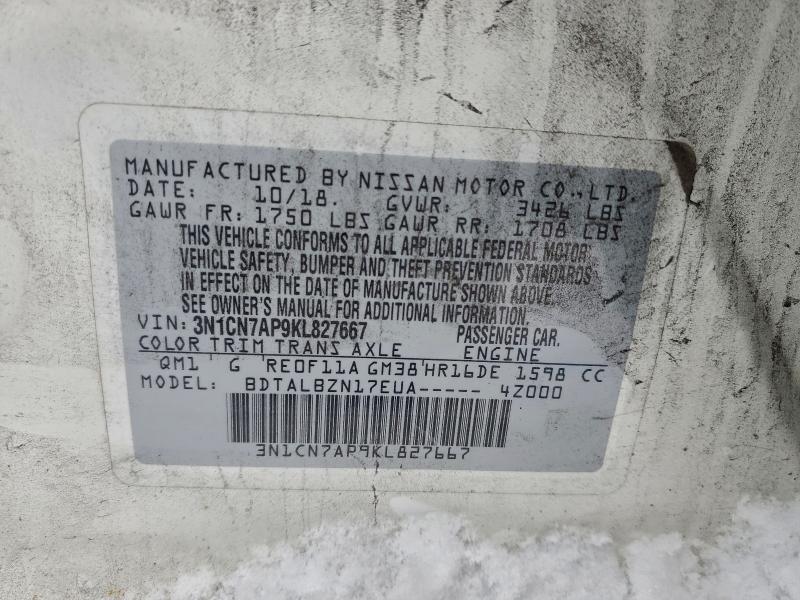 MANUFACTURED BY NISSAN MOTOR CO., LTD.
DATE: 10/18. GVWR: 3426 LBS
GAWR FR: 1750 LBS GAWR RR: 1708 LBS
THIS VEHICLE CONFORMS TO ALL APPLICABLE FEDERAL MOTOR
VEHICLE SAFETY, BUMPER AND THEFT PREVENTION STANDARDS
IN EFFECT ON THE DATE OF MANUFACTURE SHOWN ABOVE.
SEE OWNER'S MANUAL FOR ADDITIONAL INFORMATION.
VIN: 3N1CN7AP9KL827667 PASSENGER CAR.
COLOR TRIM TRANS AXLE ENGINE
QM1 G 'RE0F11A GM38'HR16DE 1598 CC
MODEL: BDTALBZN17EUA----- 4Z000
3N1CN7AP9KL827667